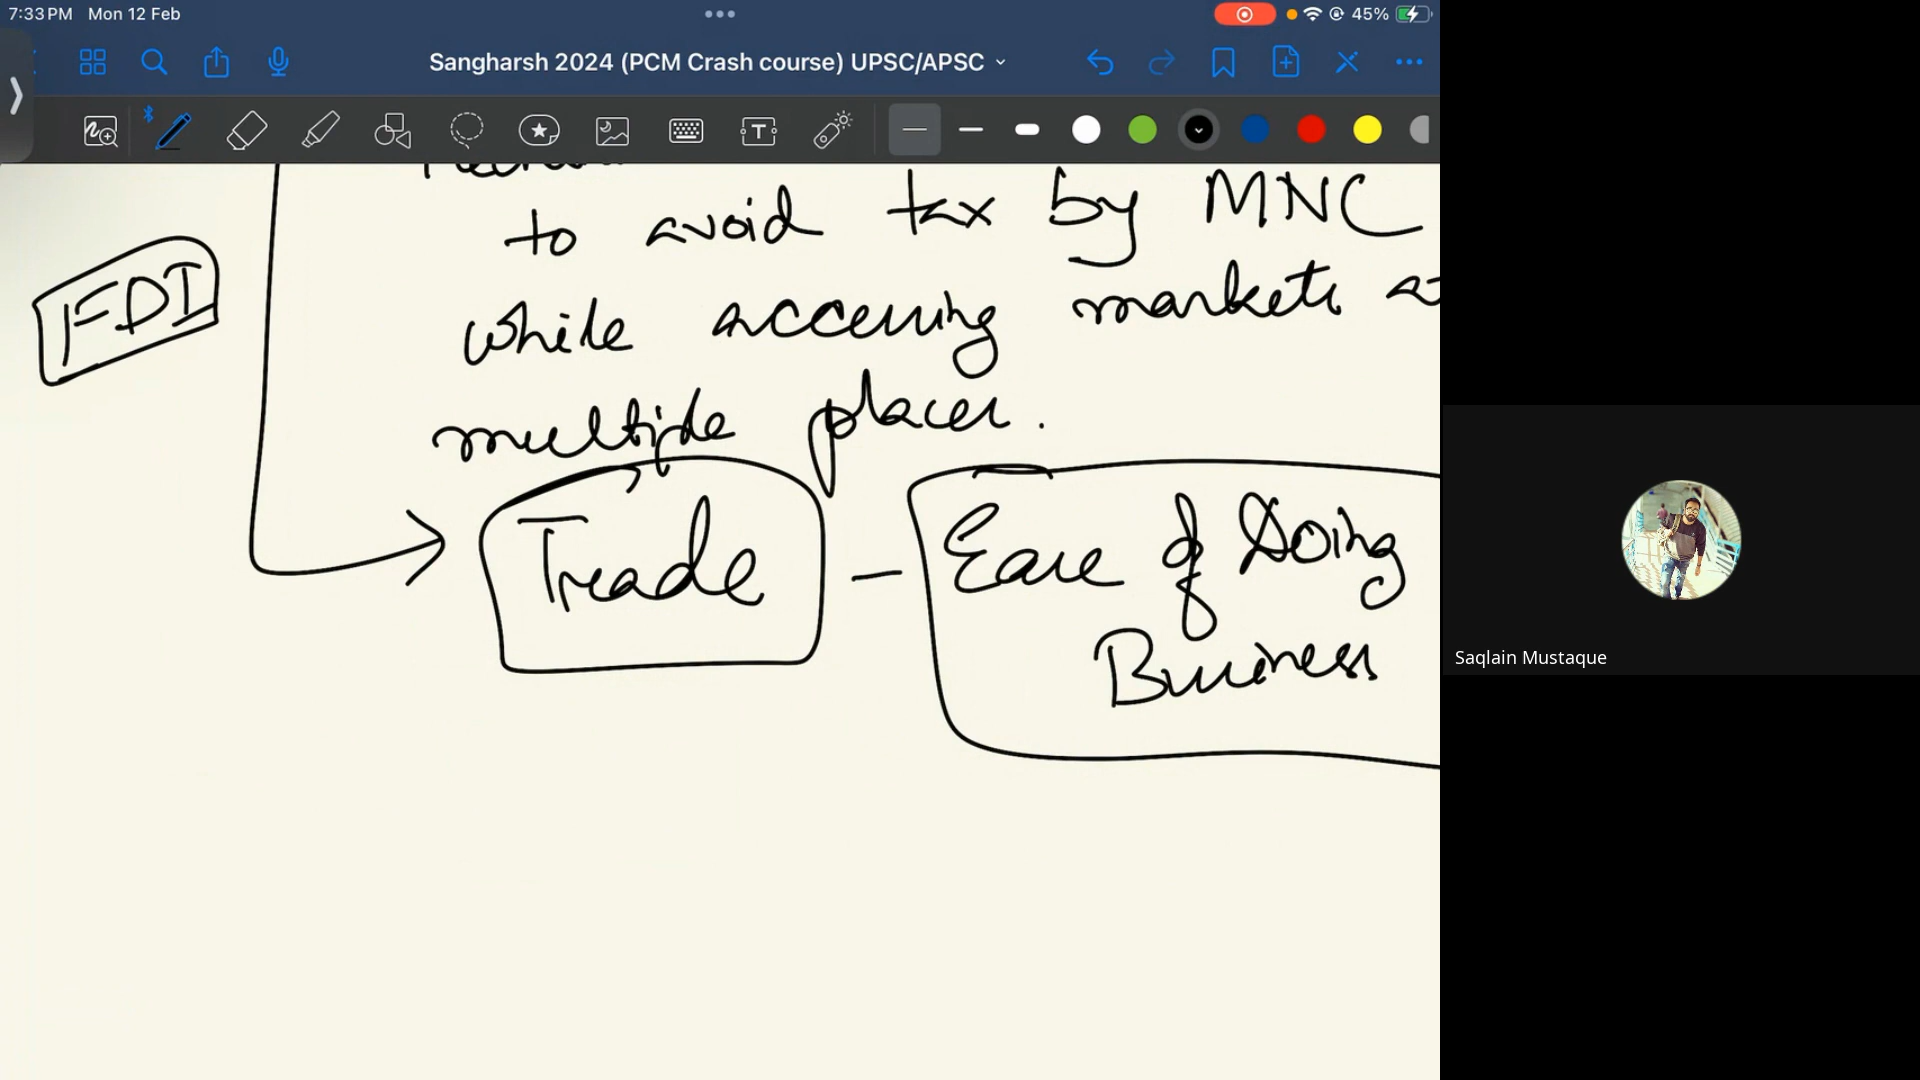 7:33 PM Mon 12 Feb
45%
Sangharsh 2024 (PCM Crash course) UPSC/APSC
to avoid tax by MNC
FDI
while accessing markets at
multiple places.
Trade – Ease of Doing
Business
Saqlain Mustaque